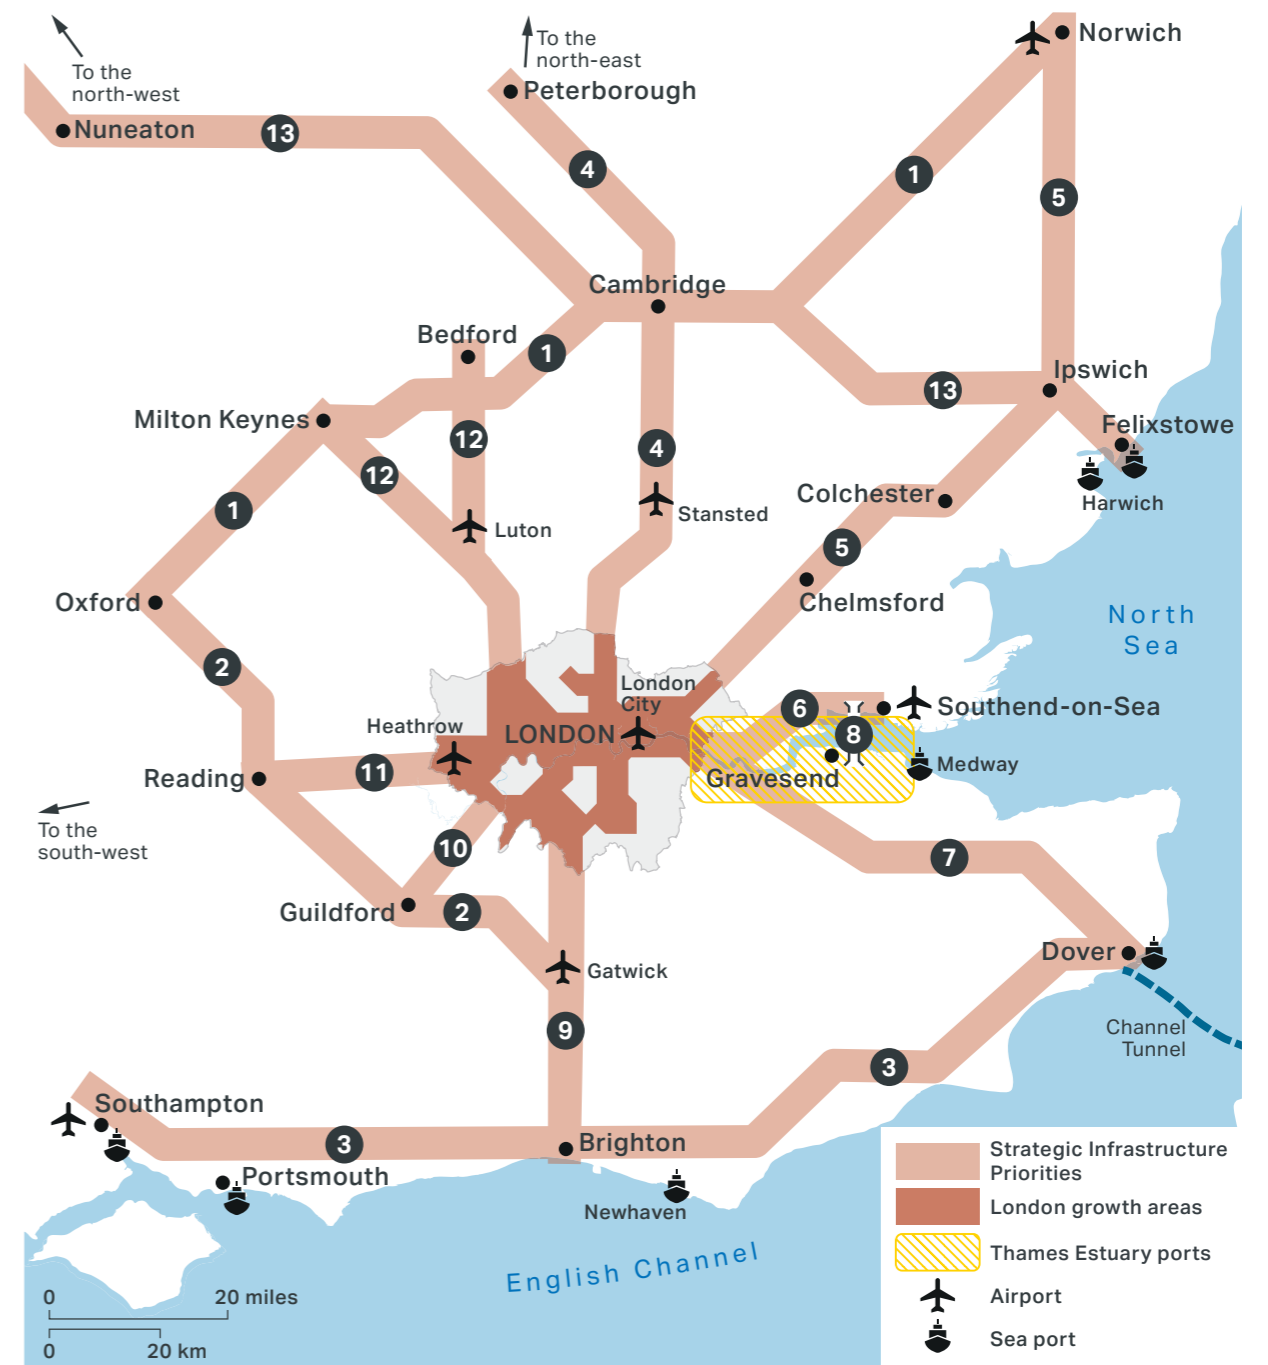 Norwich
To the
north-east
To the
north-west
Peterborough
Nuneaton
13
4
1
5
Cambridge
Bedford
1
Ipswich
13
Milton Keynes
Felixstowe
12
4
12
Harwich
Colchester
1
Stansted
Luton
5
Chelmsford
Oxford
North
Sea
2
London
City
6
Southend-on-Sea
Heathrow
LONDON
8
Medway
11
Reading
Gravesend
To the
south-west
10
7
Guildford
2
Dover
Gatwick
9
Channel
Tunnel
3
Southampton
3
Brighton
Portsmouth
Newhaven
English Channel
Strategic Infrastructure
Priorities
London growth areas
Thames Estuary ports
Airport
Sea port
0 20 miles
0 20 km